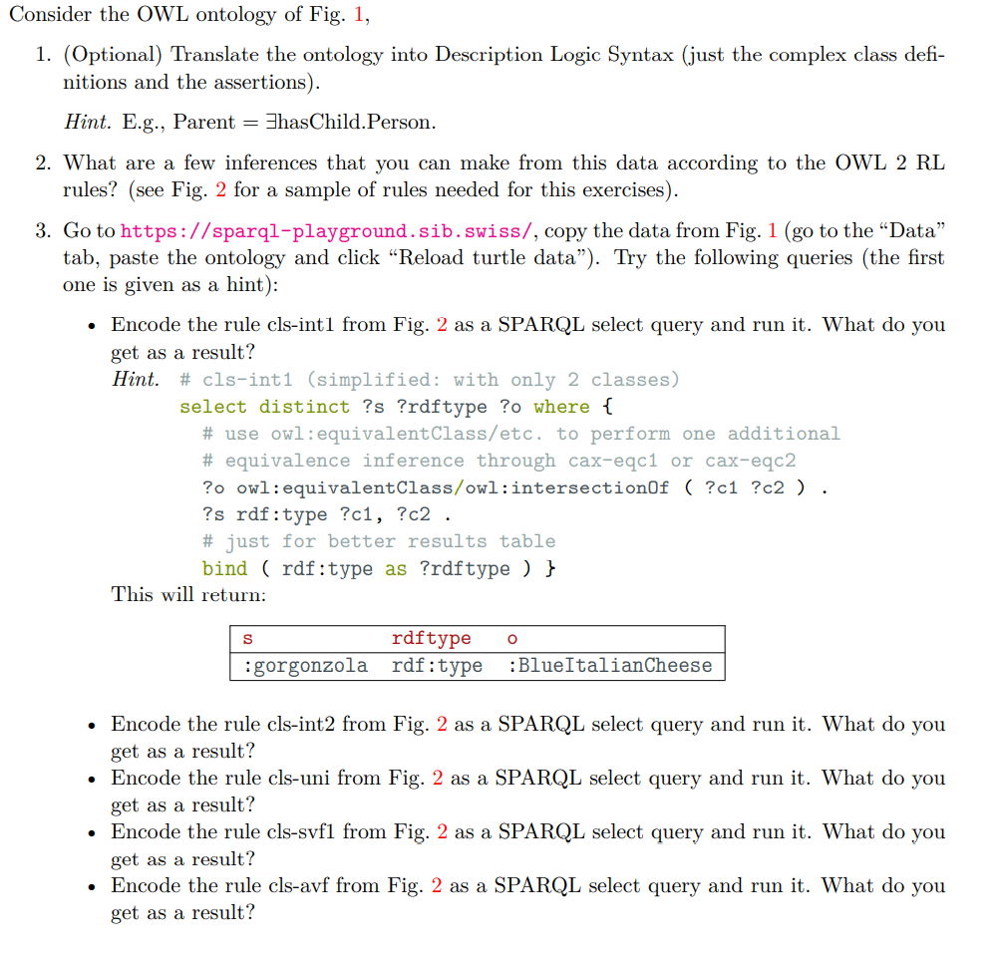 Consider the OWL ontology of Fig. 1,
1. (Optional) Translate the ontology into Description Logic Syntax (just the complex class defi-
nitions and the assertions).
Hint. E.g., Parent = ∃hasChild.Person.
2. What are a few inferences that you can make from this data according to the OWL 2 RL
rules? (see Fig. 2 for a sample of rules needed for this exercises).
3. Go to https://sparql-playground.sib.swiss/, copy the data from Fig. 1 (go to the “Data”
tab, paste the ontology and click “Reload turtle data”). Try the following queries (the first
one is given as a hint):
• Encode the rule cls-int1 from Fig. 2 as a SPARQL select query and run it. What do you
get as a result?
Hint. # cls-int1 (simplified: with only 2 classes)
select distinct ?s ?rdftype ?o where {
# use owl:equivalentClass/etc. to perform one additional
# equivalence inference through cax-eqc1 or cax-eqc2
?o owl:equivalentClass/owl:intersectionOf ( ?c1 ?c2 ) .
?s rdf:type ?c1, ?c2 .
# just for better results table
bind ( rdf:type as ?rdftype ) }
This will return:
s rdftype o
:gorgonzola rdf:type :BlueItalianCheese
• Encode the rule cls-int2 from Fig. 2 as a SPARQL select query and run it. What do you
get as a result?
• Encode the rule cls-uni from Fig. 2 as a SPARQL select query and run it. What do you
get as a result?
• Encode the rule cls-svf1 from Fig. 2 as a SPARQL select query and run it. What do you
get as a result?
• Encode the rule cls-avf from Fig. 2 as a SPARQL select query and run it. What do you
get as a result?